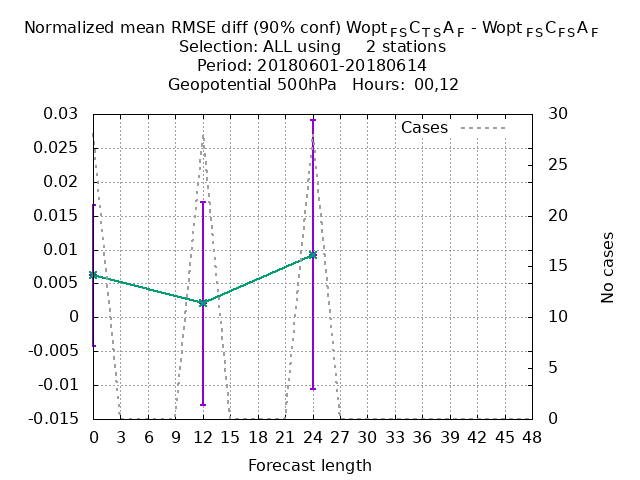 Normalized mean RMSE diff (90% conf) Wopt_FS C_TS A_F - Wopt_FS C_FS A_F
Selection: ALL using 2 stations
Period: 20180601-20180614
Geopotential 500hPa Hours: 00,12
Cases
0.03
0.025
0.02
0.015
0.01
0.005
0
-0.005
-0.01
-0.015
30
25
20
15
10
5
0
No cases
0 3 6 9 12 15 18 21 24 27 30 33 36 39 42 45 48
Forecast length